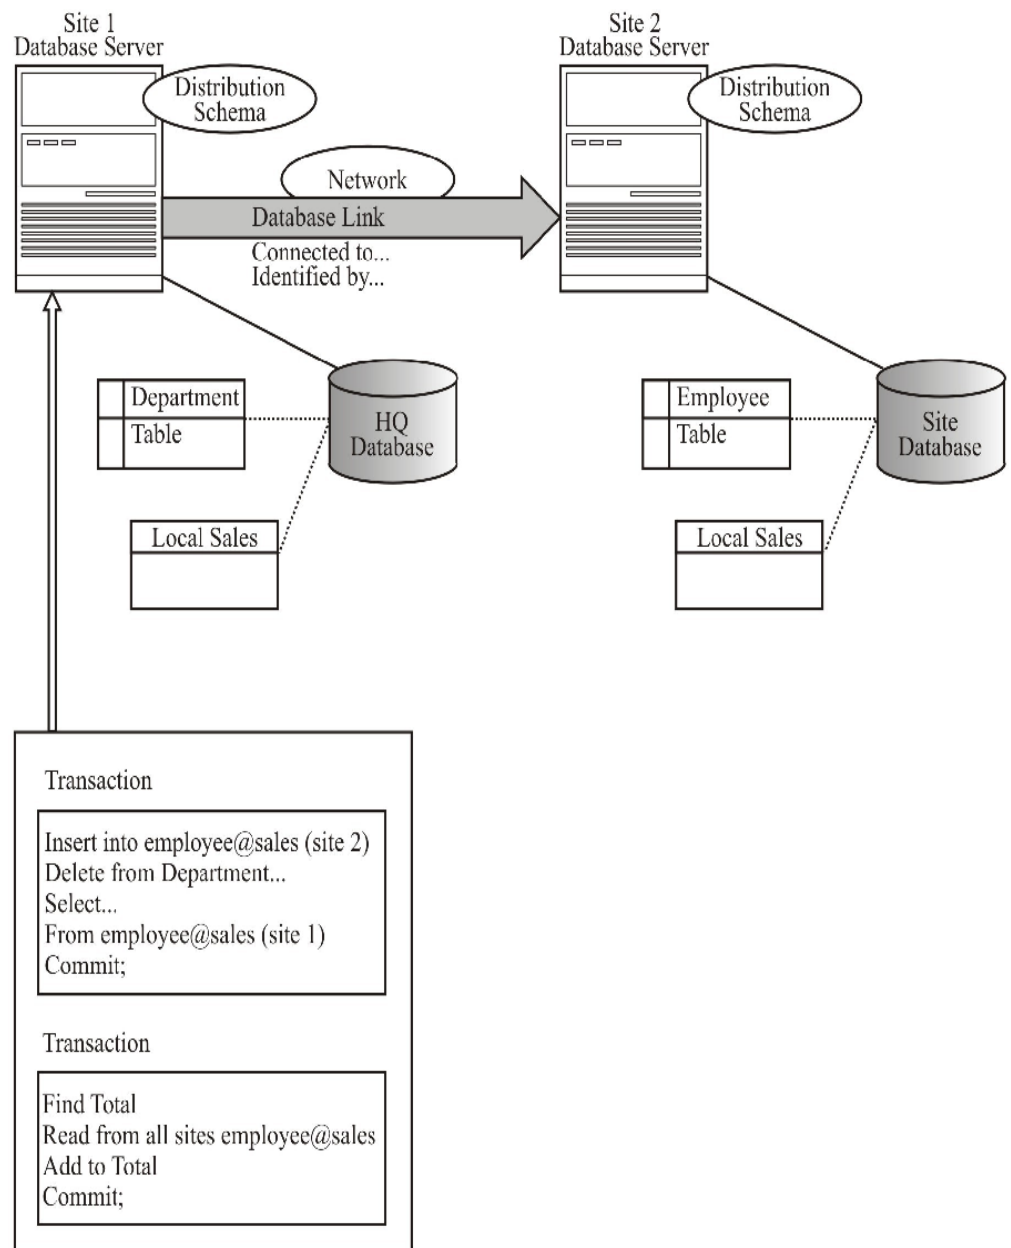 Site 1
Database Server
Site 2
Database Server
Distribution
Schema
Distribution
Schema
Network
Database Link
Connected to...
Identified by...
Department
Table
HQ
Database
Employee
Table
Site
Database
Local Sales
Local Sales
Transaction
Insert into employee@sales (site 2)
Delete from Department...
Select...
From employee@sales (site 1)
Commit;
Transaction
Find Total
Read from all sites employee@sales
Add to Total
Commit;